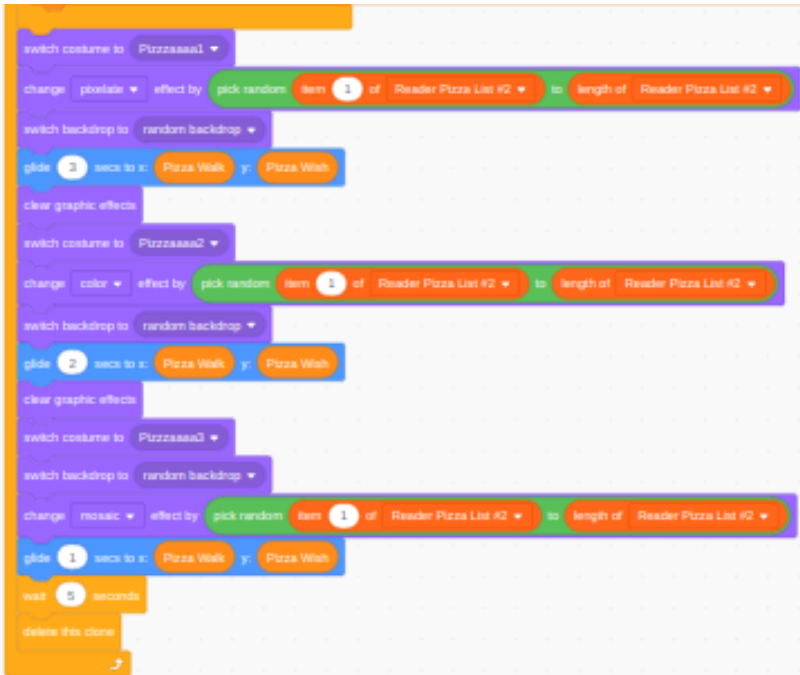 switch costume to Pizzzaaaa1
change pixelate effect by pick random item 1 of Reader Pizza List #2 to length of Reader Pizza List #2
switch backdrop to random backdrop
glide 3 secs to x: Pizza Walk y: Pizza Wish
clear graphic effects
switch costume to Pizzzaaaa2
change color effect by pick random item 1 of Reader Pizza List #2 to length of Reader Pizza List #2
switch backdrop to random backdrop
glide 2 secs to x: Pizza Walk y: Pizza Wish
clear graphic effects
switch costume to Pizzzaaaa3
switch backdrop to random backdrop
change mosaic effect by pick random item 1 of Reader Pizza List #2 to length of Reader Pizza List #2
glide 1 secs to x: Pizza Walk y: Pizza Wish
wait 5 seconds
delete this clone